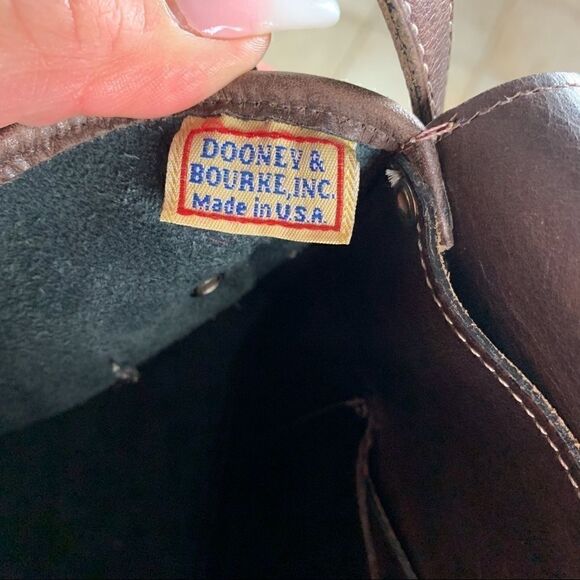 DOONEY &
BOURKE, INC.
Made in U.S.A.